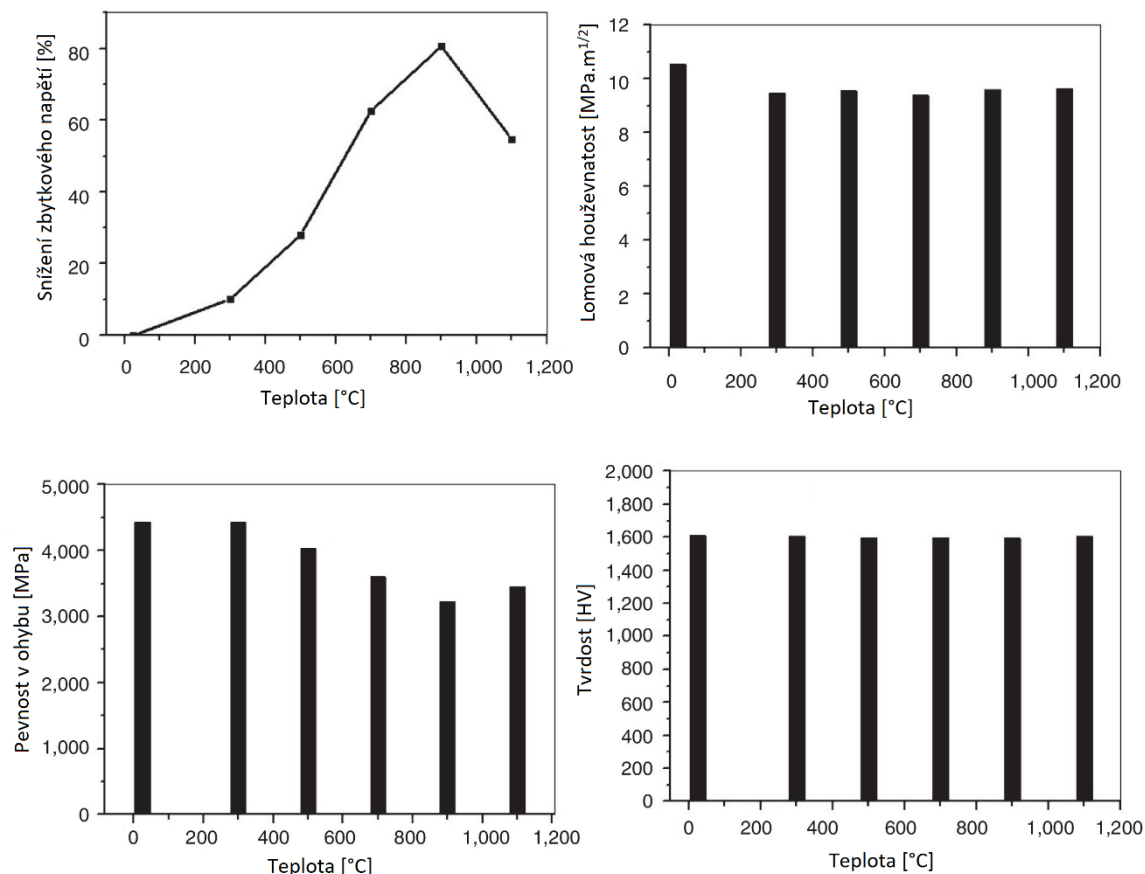 Snížení zbytkového napětí [%]
80
60
40
20
0
0 200 400 600 800 1,000 1,200
Teplota [°C]
Lomová houževnatost [MPa.m1/2]
12
10
8
6
4
2
0
0 200 400 600 800 1,000 1,200
Teplota [°C]
Pevnost v ohybu [MPa]
5,000
4,000
3,000
2,000
1,000
0
0 200 400 600 800 1,000 1,200
Teplota [°C]
Tvrdost [HV]
2,000
1,800
1,600
1,400
1,200
1,000
800
600
400
200
0
0 200 400 600 800 1,000 1,200
Teplota [°C]